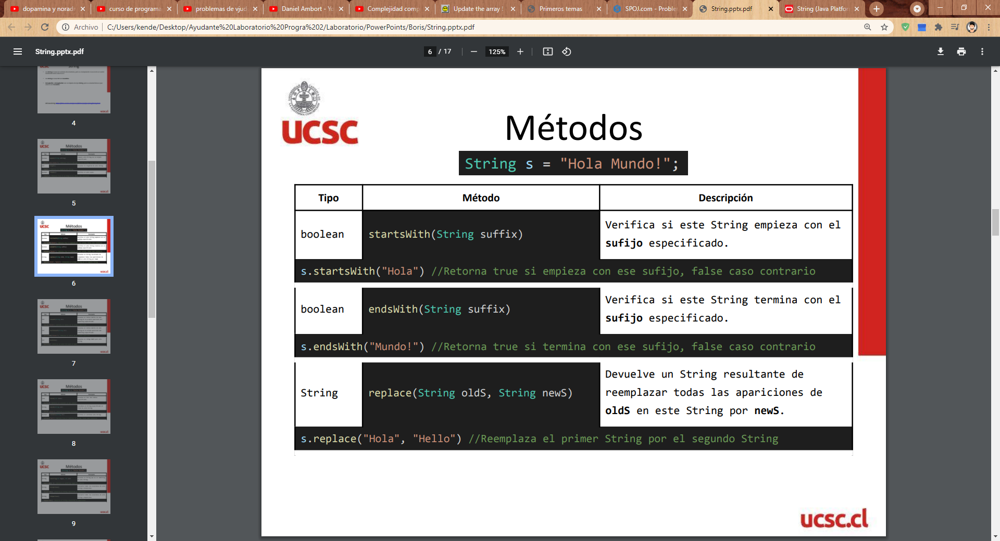 dopamina y norad
curso de programa
problemas de vjud
Daniel Ambort - Yo
Complejidad comp
Update the array !
Primeros temas
SPOJ.com - Proble
String.pptx.pdf
String (Java Platfor
Archivo | C:/Users/kende/Desktop/Ayudante%20Laboratorio%20Progra%202/Laboratorio/PowerPoints/Boris/String.pptx.pdf
String.pptx.pdf
6 / 17
125%
4
5
6
7
8
9
UCSC
Métodos
String s = "Hola Mundo!";
Tipo Método Descripción
boolean startsWith(String suffix)
Verifica si este String empieza con el
sufijo especificado.
s.startsWith("Hola") //Retorna true si empieza con ese sufijo, false caso contrario
boolean endsWith(String suffix)
Verifica si este String termina con el
sufijo especificado.
s.endsWith("Mundo!") //Retorna true si termina con ese sufijo, false caso contrario
String replace(String oldS, String newS)
Devuelve un String resultante de
reemplazar todas las apariciones de
oldS en este String por newS.
s.replace("Hola", "Hello") //Reemplaza el primer String por el segundo String
ucsc.cl